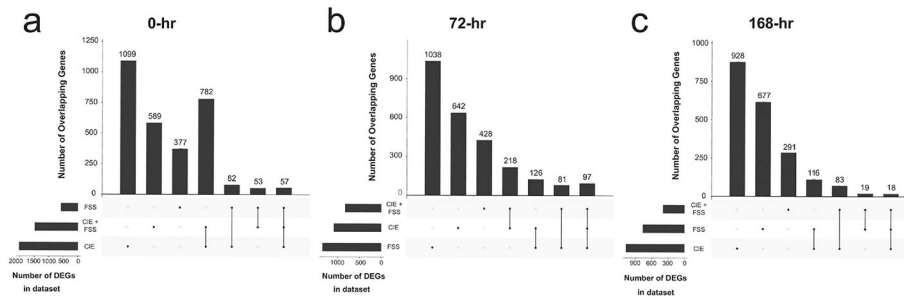 a
0-hr
Number of Overlapping Genes
1250
1000
750
500
250
0
1099
589
377
782
82
53
57
FSS
CIE +
FSS
CIE
2000 1500 1000 500 0
Number of DEGs
in dataset
b
72-hr
Number of Overlapping Genes
900
600
300
0
1038
642
428
218
126
81
97
CIE +
FSS
CIE
FSS
1000 500 0
Number of DEGs
in dataset
c
168-hr
Number of Overlapping Genes
1000
750
500
250
0
928
677
291
116
83
19
18
CIE +
FSS
FSS
CIE
900 600 300 0
Number of DEGs
in dataset